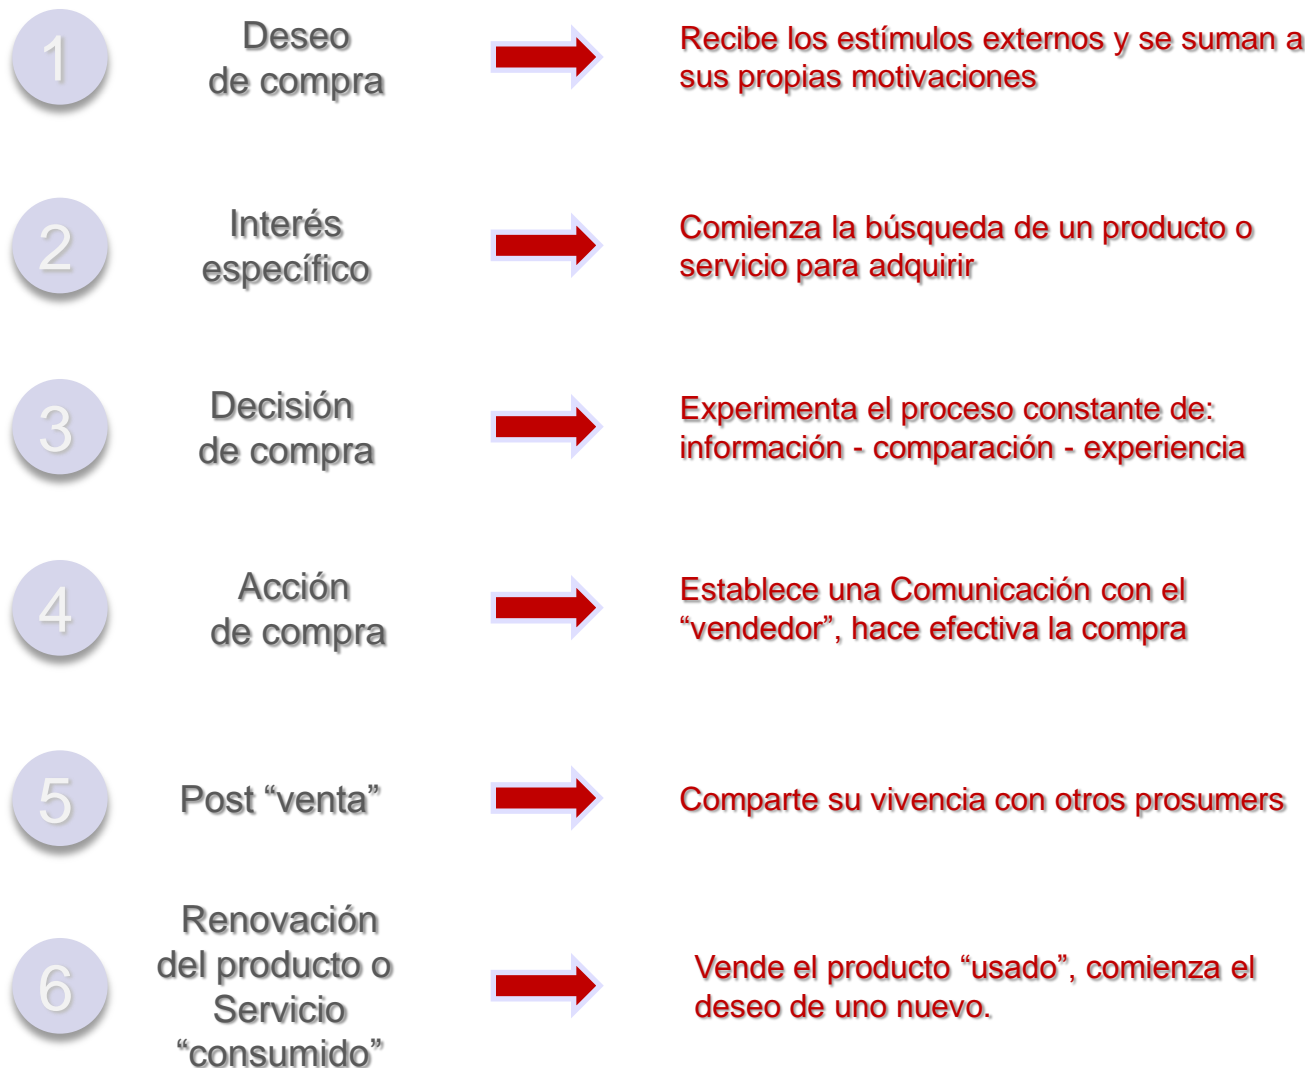 1
Deseo
de compra
Recibe los estímulos externos y se suman a
sus propias motivaciones
2
Interés
específico
Comienza la búsqueda de un producto o
servicio para adquirir
3
Decisión
de compra
Experimenta el proceso constante de:
información - comparación - experiencia
4
Acción
de compra
Establece una Comunicación con el
“vendedor”, hace efectiva la compra
5
Post “venta”
Comparte su vivencia con otros prosumers
6
Renovación
del producto o
Servicio
“consumido”
Vende el producto “usado”, comienza el
deseo de uno nuevo.